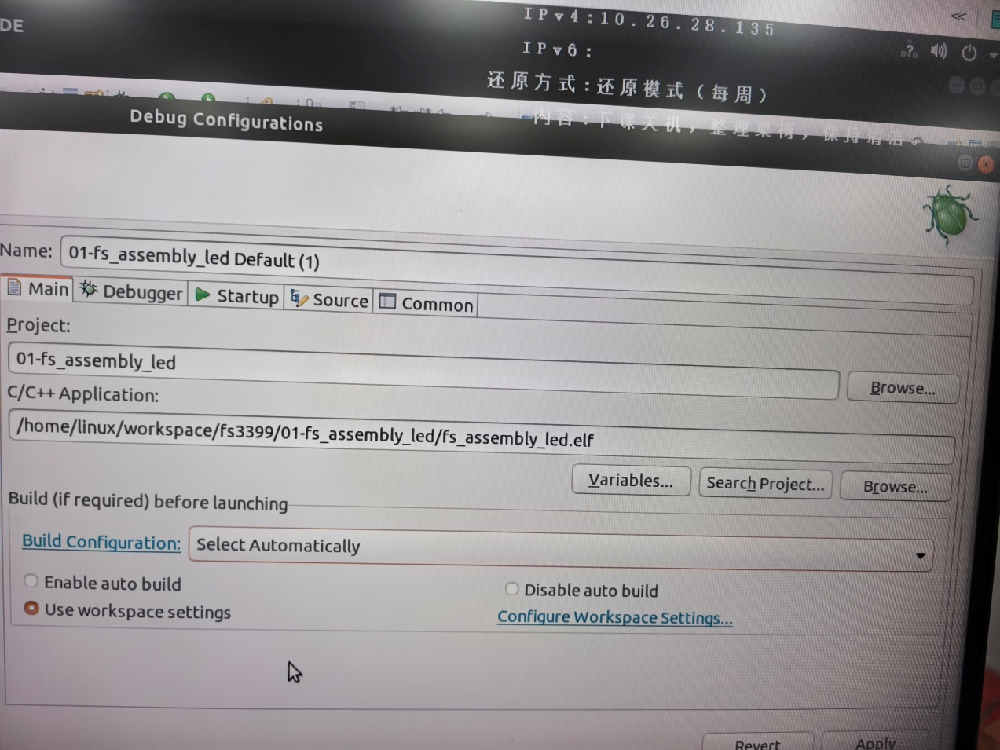 DE
IPv4:10.26.28.135
IPv6:
还原方式:还原模式（每周）
内容:下课关机，整理桌椅，保持清洁。
Debug Configurations
Name: 01-fs_assembly_led Default (1)
Main Debugger Startup Source Common
Project:
01-fs_assembly_led
Browse...
C/C++ Application:
/home/linux/workspace/fs3399/01-fs_assembly_led/fs_assembly_led.elf
Variables... Search Project... Browse...
Build (if required) before launching
Build Configuration: Select Automatically
Enable auto build Disable auto build
Use workspace settings Configure Workspace Settings...
Revert Apply